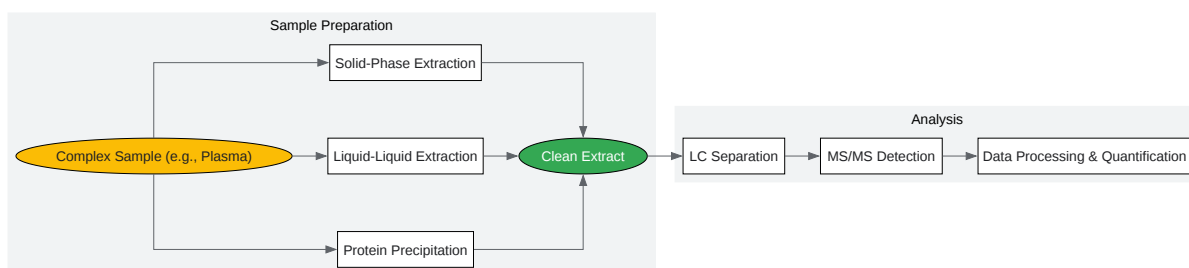 Sample Preparation
Solid-Phase Extraction
Complex Sample (e.g., Plasma)
Liquid-Liquid Extraction
Clean Extract
Protein Precipitation
Analysis
LC Separation
MS/MS Detection
Data Processing & Quantification